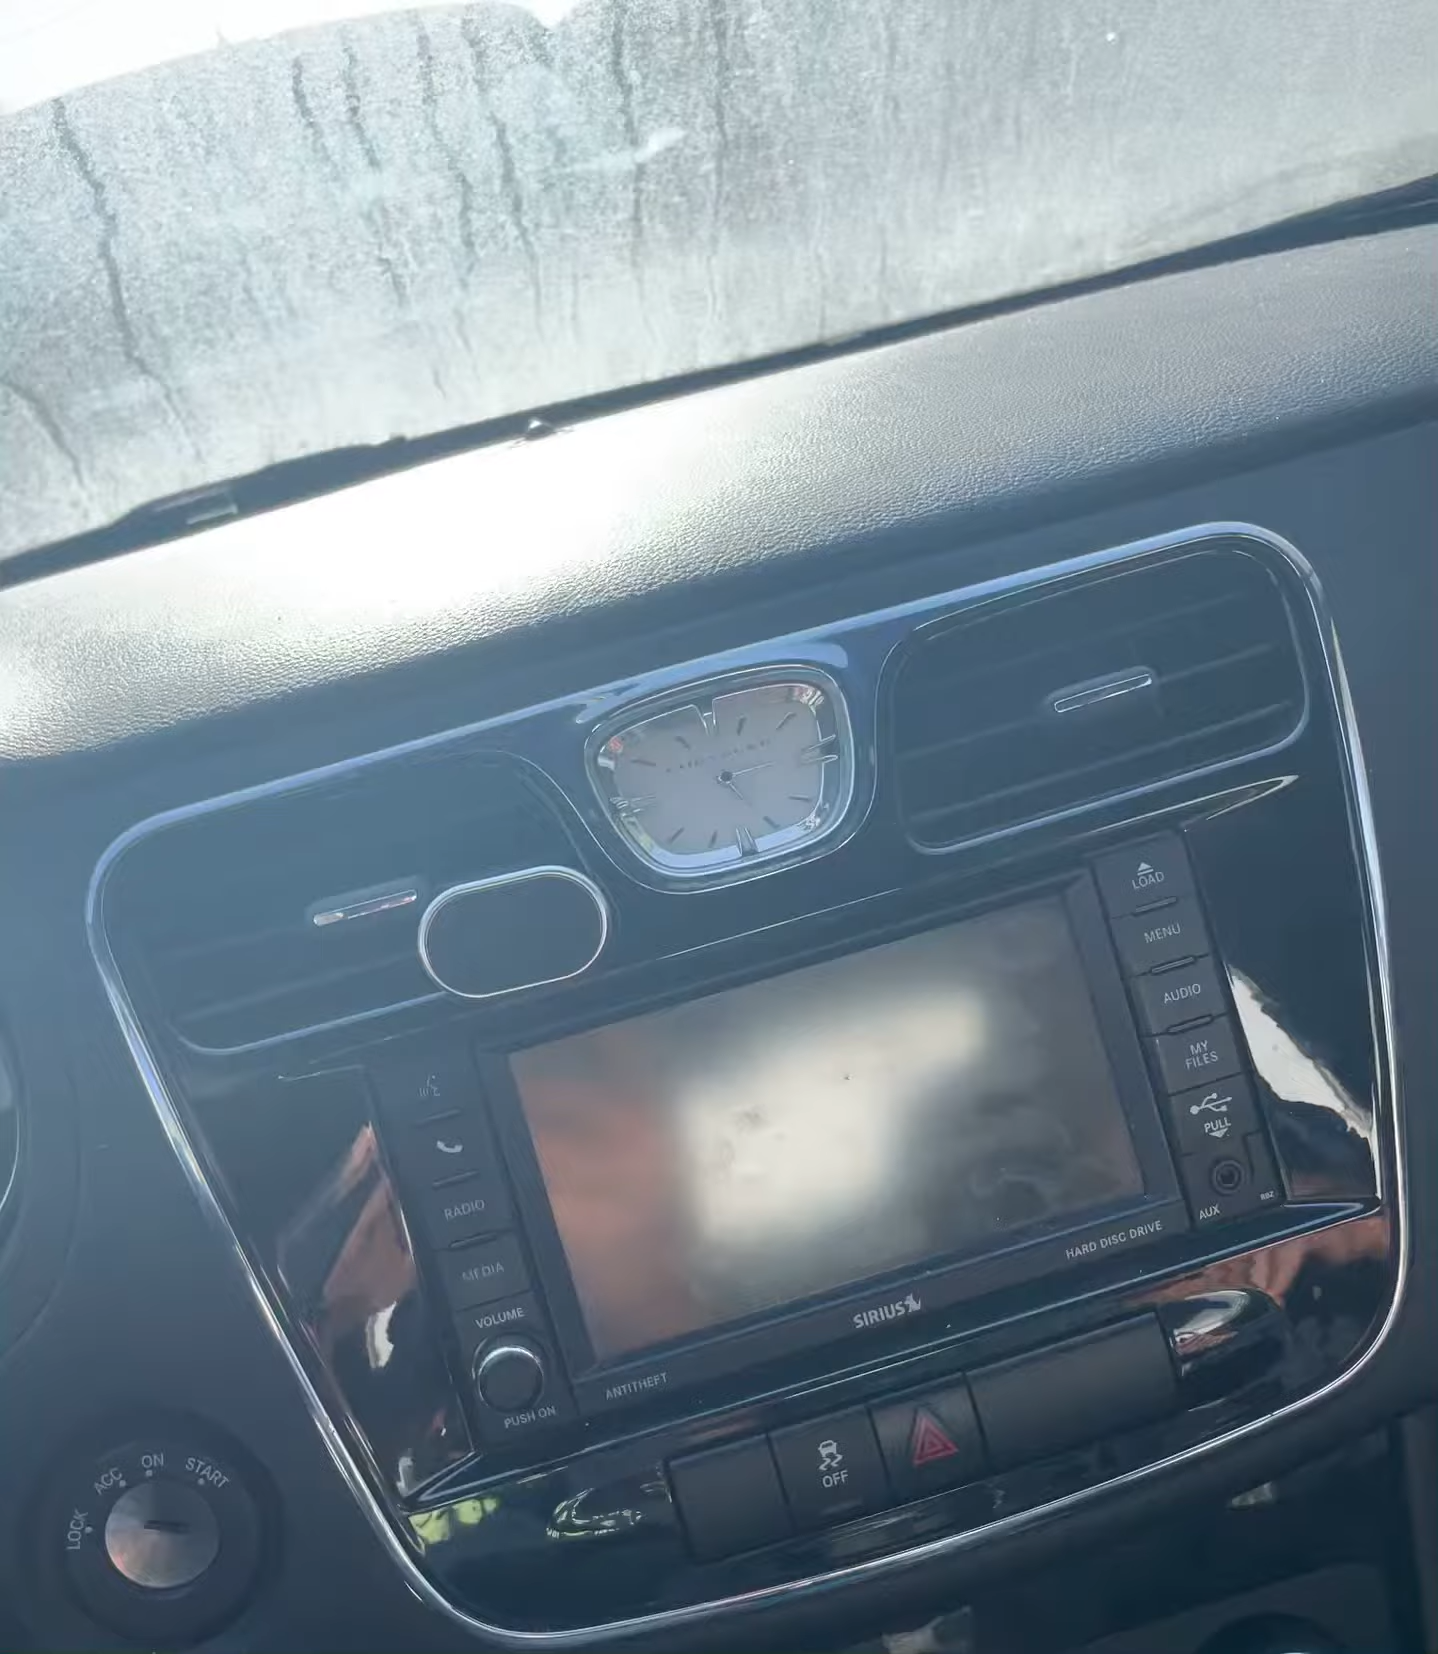 LOAD
MENU
AUDIO
MY
FILES
PULL
AUX
RBZ
RADIO
MEDIA
VOLUME
PUSH ON
HARD DISC DRIVE
SIRIUS
ANTITHEFT
OFF
LOCK
ACC
ON
START